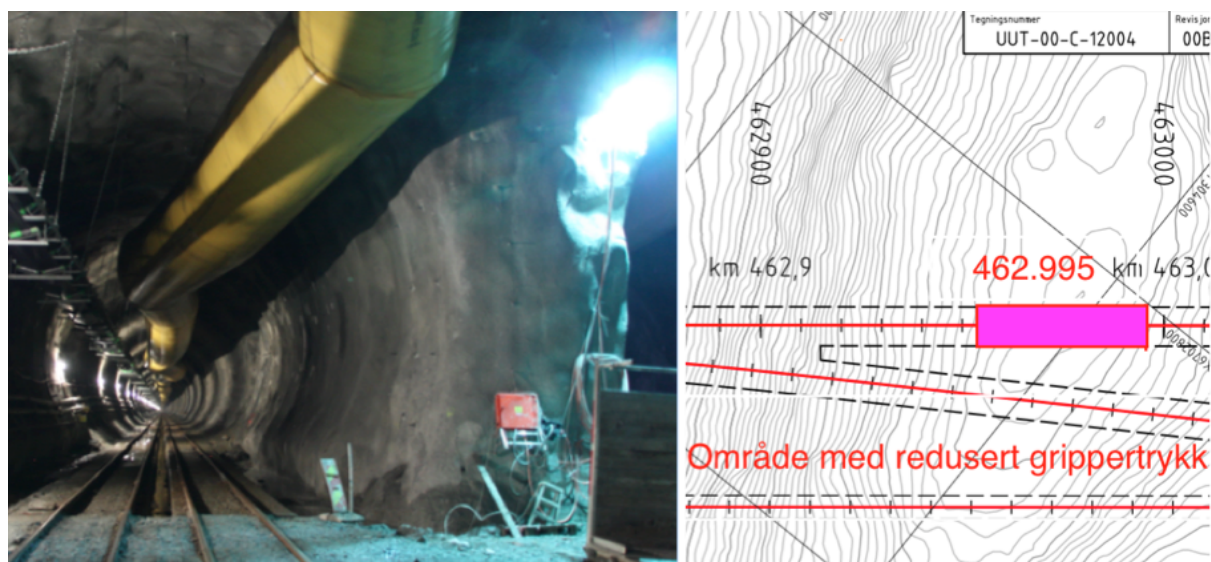 Tegningsnummer
UUT-00-C-12004
Revisjon
00B
462900
463000
km 462,9
462.995
km 463,0
Område med redusert grippertrykk